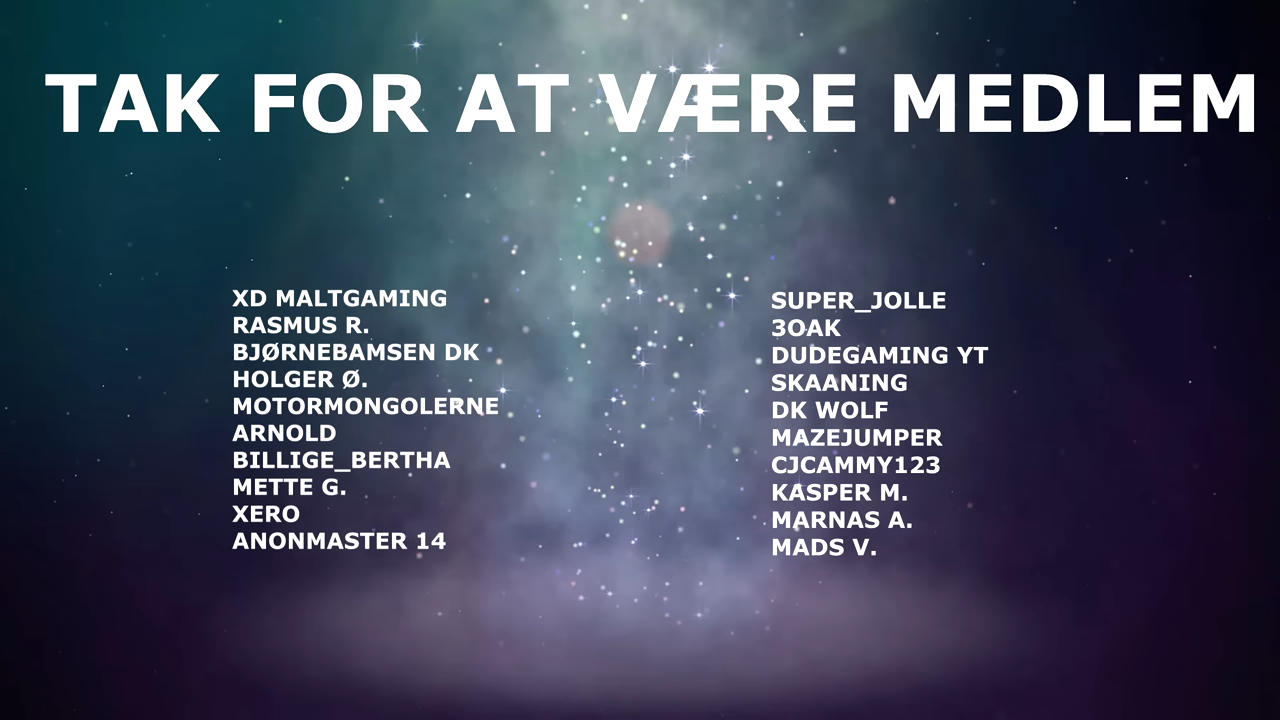 TAK FOR AT VÆRE MEDLEM
XD MALTGAMING
RASMUS R.
BJØRNEBAMSEN DK
HOLGER Ø.
MOTORMONGOLERNE
ARNOLD
BILLIGE_BERTHA
METTE G.
XERO
ANONMASTER 14
SUPER_JOLLE
3OAK
DUDEGAMING YT
SKAANING
DK WOLF
MAZEJUMPER
CJCAMMY123
KASPER M.
MARNAS A.
MADS V.